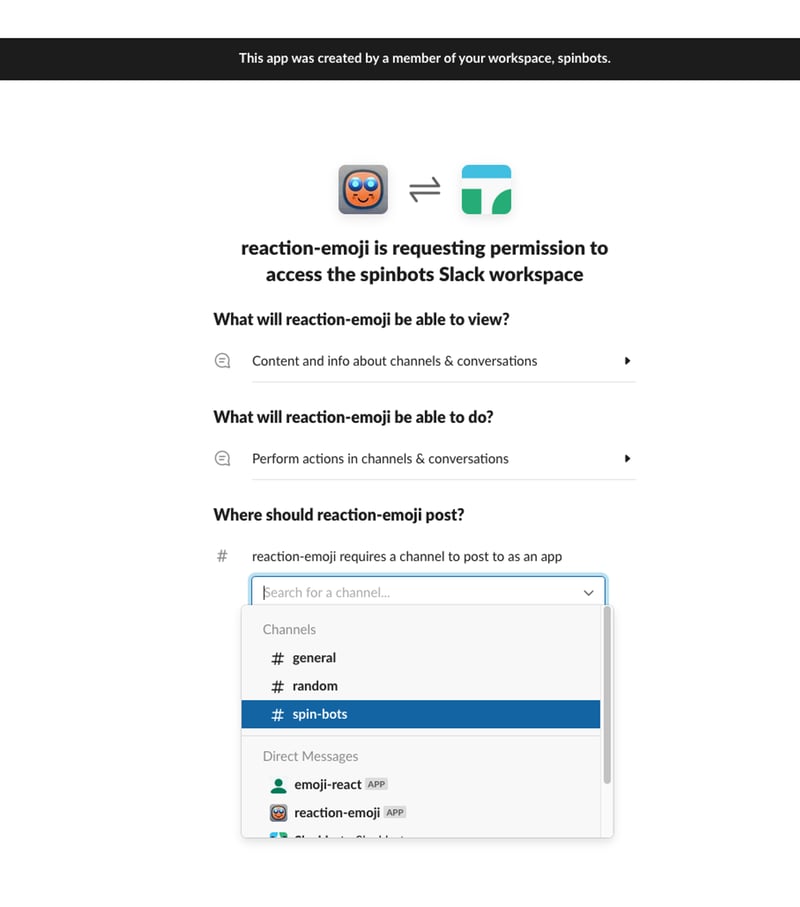 This app was created by a member of your workspace, spinbots.
reaction-emoji is requesting permission to
access the spinbots Slack workspace
What will reaction-emoji be able to view?
Content and info about channels & conversations
What will reaction-emoji be able to do?
Perform actions in channels & conversations
Where should reaction-emoji post?
# reaction-emoji requires a channel to post to as an app
Search for a channel...
Channels
# general
# random
# spin-bots
Direct Messages
emoji-react APP
reaction-emoji APP